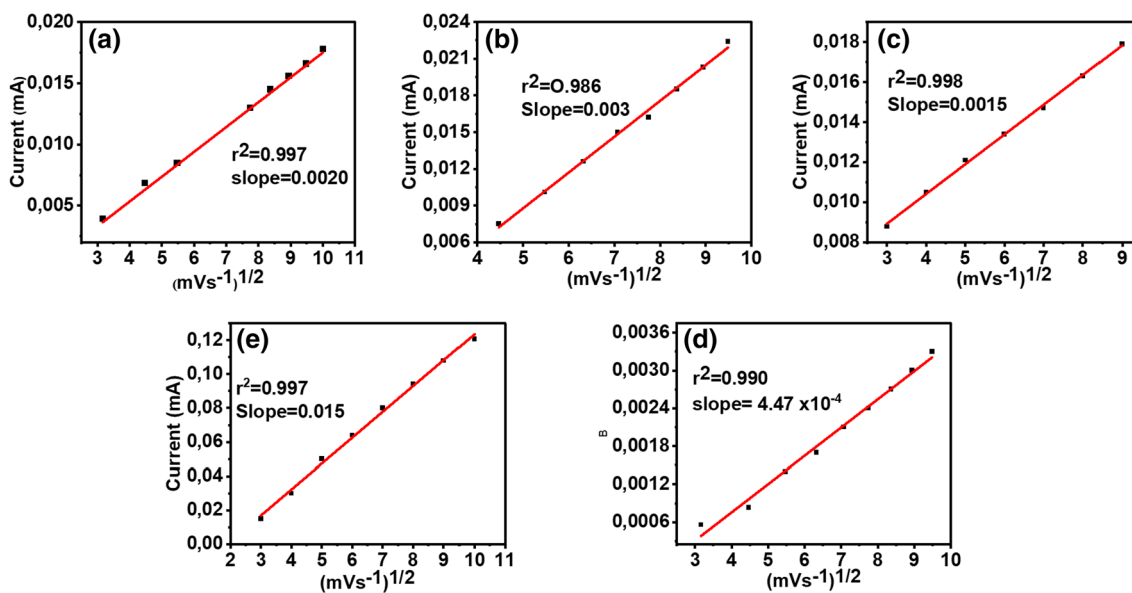 (a)
0,020
0,015
0,010
0,005
Current (mA)
r²=0.997
slope=0.0020
3 4 5 6 7 8 9 10 11
(mVs-1)1/2
(b)
0,024
0,021
0,018
0,015
0,012
0,009
0,006
Current (mA)
r²=O.986
Slope=0.003
4 5 6 7 8 9 10
(mVs-1)1/2
(c)
0,018
0,016
0,014
0,012
0,010
0,008
Current (mA)
r²=0.998
Slope=0.0015
3 4 5 6 7 8 9
(mVs-1)1/2
(e)
0,12
0,10
0,08
0,06
0,04
0,02
0,00
Current (mA)
r²=0.997
Slope=0.015
2 3 4 5 6 7 8 9 10 11
(mVs-1)1/2
(d)
0,0036
0,0030
0,0024
0,0018
0,0012
0,0006
B
r²=0.990
slope= 4.47 x10-4
3 4 5 6 7 8 9 10
(mVs-1)1/2